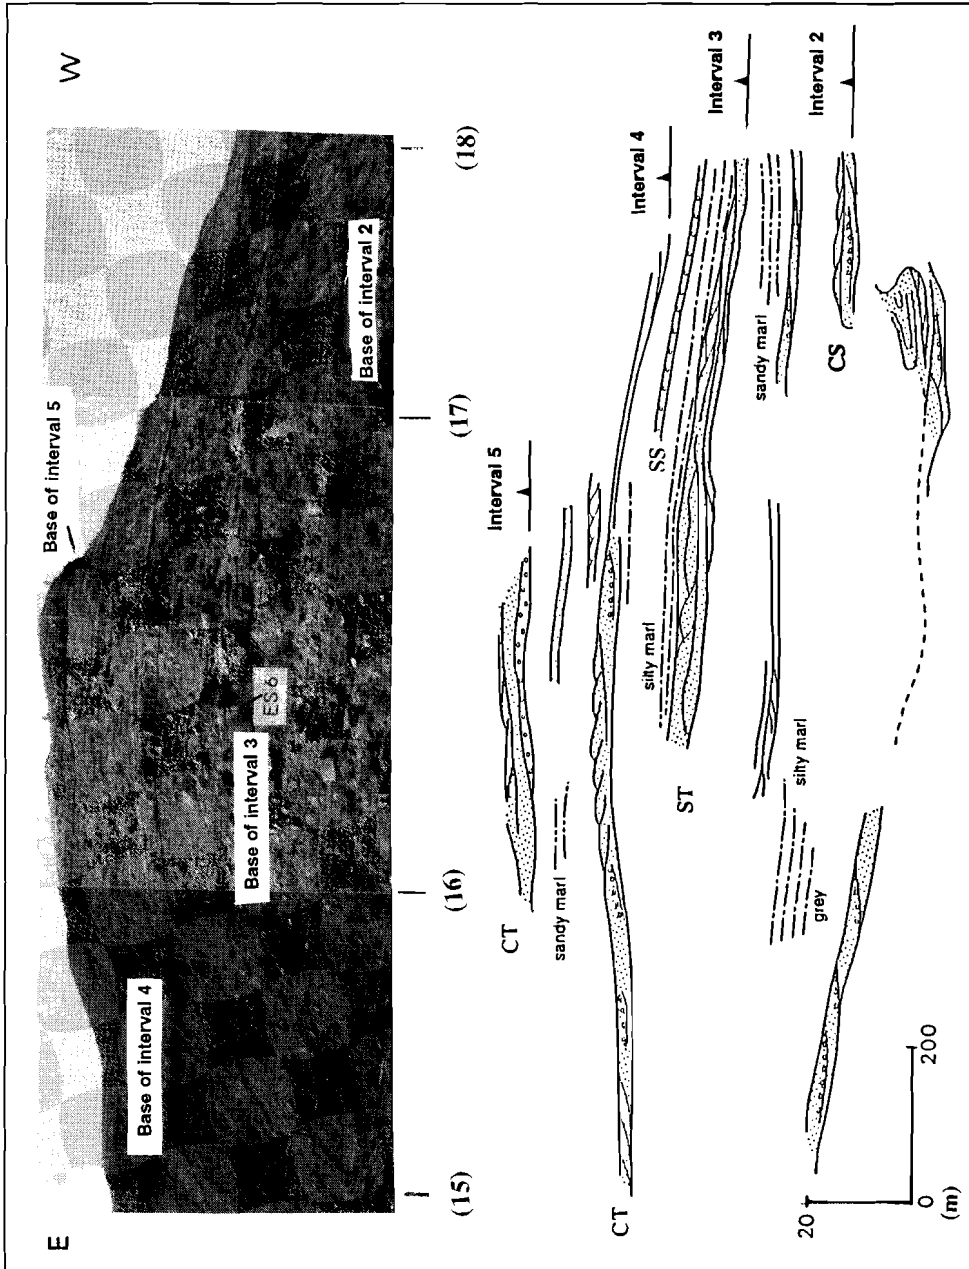 E
W
Base of interval 5
Base of interval 4
Base of interval 3
ES 6
Base of interval 2
(15)
(16)
(17)
(18)
Interval 5
Interval 4
Interval 3
Interval 2
CT
sandy marl
silty marl
SS
sandy marl
CT
ST
silty marl
grey
CS
20
0
200
(m)